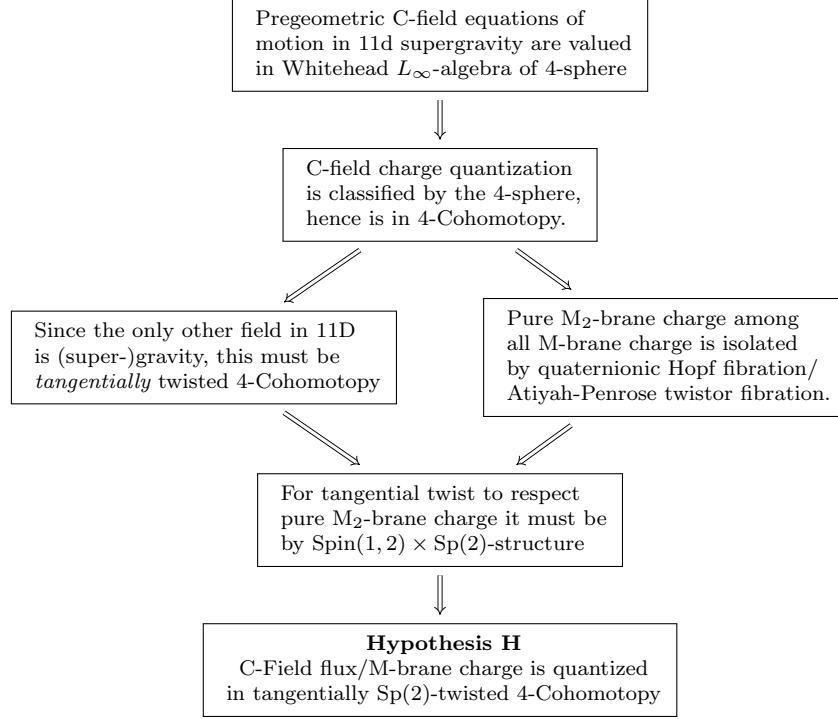 Pregeometric C-field equations of
motion in 11d supergravity are valued
in Whitehead L∞-algebra of 4-sphere
C-field charge quantization
is classified by the 4-sphere,
hence is in 4-Cohomotopy.
Since the only other field in 11D
is (super-)gravity, this must be
tangentially twisted 4-Cohomotopy
Pure M₂-brane charge among
all M-brane charge is isolated
by quaternionic Hopf fibration/
Atiyah-Penrose twistor fibration.
For tangential twist to respect
pure M₂-brane charge it must be
by Spin(1, 2) × Sp(2)-structure
Hypothesis H
C-Field flux/M-brane charge is quantized
in tangentially Sp(2)-twisted 4-Cohomotopy